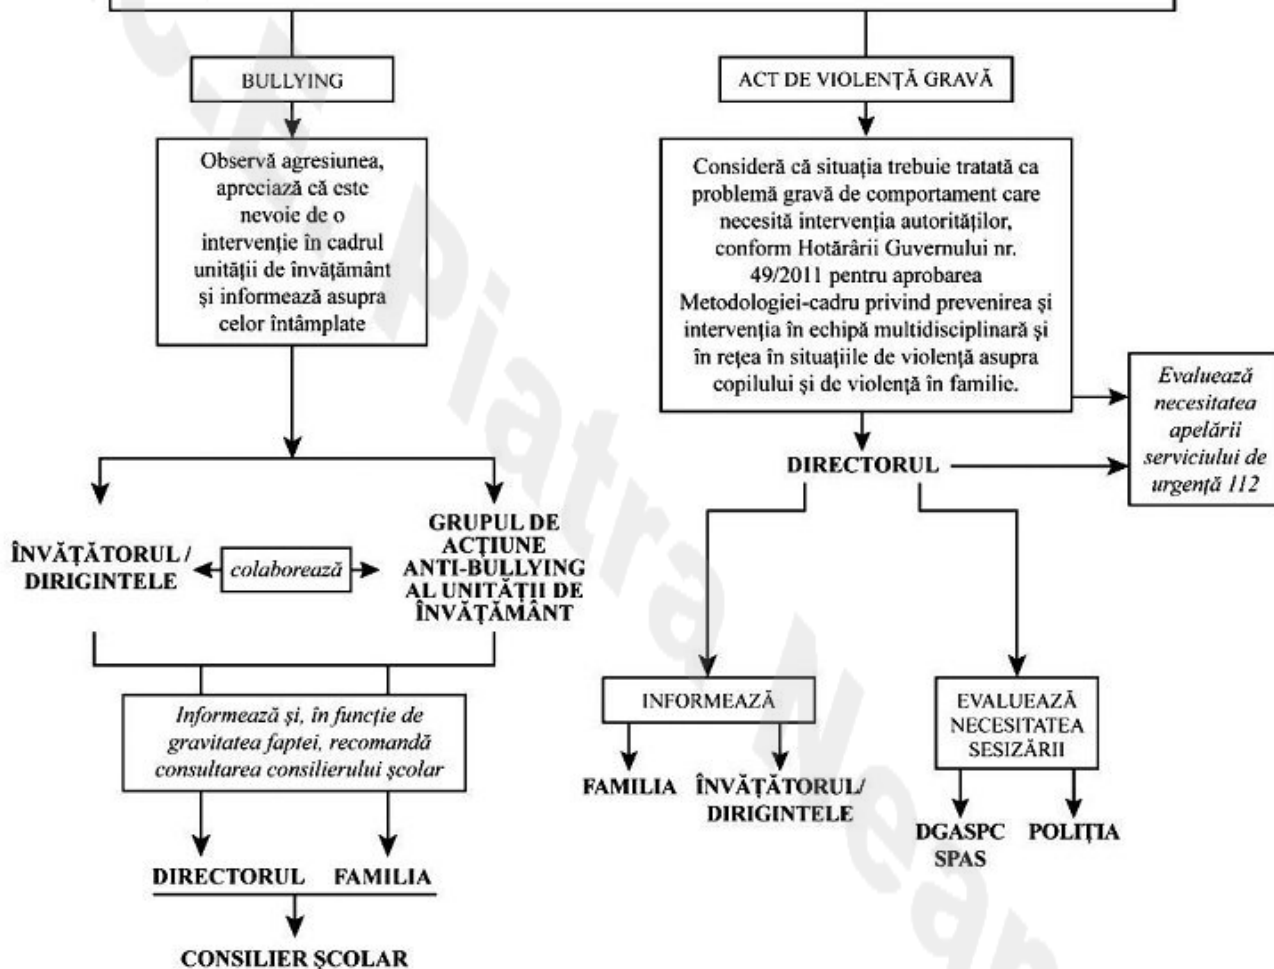 BULLYING
Observă agresiunea,
apreciază că este
nevoie de o
intervenție în cadrul
unității de învățământ
și informează asupra
celor întâmplate
ÎNVĂȚĂTORUL /
DIRIGINTELE
colaborează
GRUPUL DE
ACȚIUNE
ANTI-BULLYING
AL UNITĂȚII DE
ÎNVĂȚĂMÂNT
Informează și, în funcție de
gravitatea faptei, recomandă
consultarea consilierului școlar
DIRECTORUL
FAMILIA
CONSILIER ȘCOLAR
ACT DE VIOLENȚĂ GRAVĂ
Consideră că situația trebuie tratată ca
problemă gravă de comportament care
necesită intervenția autorităților,
conform Hotărârii Guvernului nr.
49/2011 pentru aprobarea
Metodologiei-cadru privind prevenirea și
intervenția în echipă multidisciplinară și
în rețea în situațiile de violență asupra
copilului și de violență în familie.
Evaluează
necesitatea
apelării
serviciului de
urgență 112
DIRECTORUL
INFORMEAZĂ
FAMILIA
ÎNVĂȚĂTORUL/
DIRIGINTELE
EVALUEAZĂ
NECESITATEA
SESIZĂRII
DGASPC
SPAS
POLIȚIA
Piatra